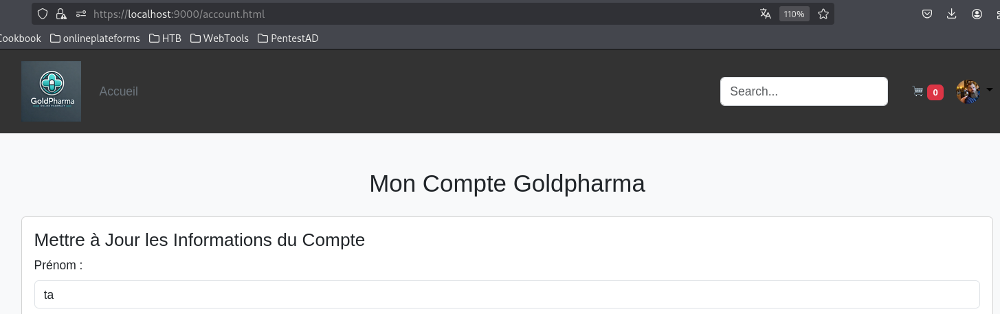 https://localhost:9000/account.html 110%
Cookbook onlineplateforms HTB WebTools PentestAD
GoldPharma
ONLINE PHARMACY
Accueil Search... 0
Mon Compte Goldpharma
Mettre à Jour les Informations du Compte
Prénom :
ta